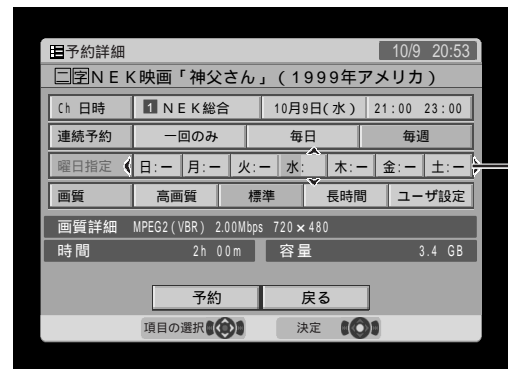 予約詳細 10/9 20:53
二字NEK映画「神父さん」(1999年アメリカ)
Ch 日時 1 NEK総合 10月9日(水) 21:00 23:00
連続予約 一回のみ 毎日 毎週
曜日指定 日:ー 月:ー 火:ー 水: 木:ー 金:ー 土:ー
画質 高画質 標準 長時間 ユーザ設定
画質詳細 MPEG2(VBR) 2.00Mbps 720×480
時間 2h 00m 容量 3.4 GB
予約 戻る
項目の選択 決定